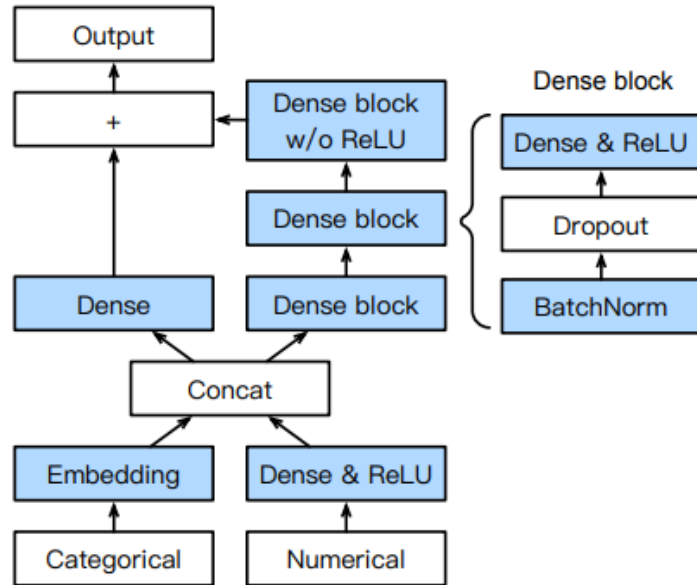 Output
+
Dense block
w/o ReLU
Dense block
Dense
Dense block
Concat
Embedding
Dense & ReLU
Categorical
Numerical
Dense block
Dense & ReLU
Dropout
BatchNorm